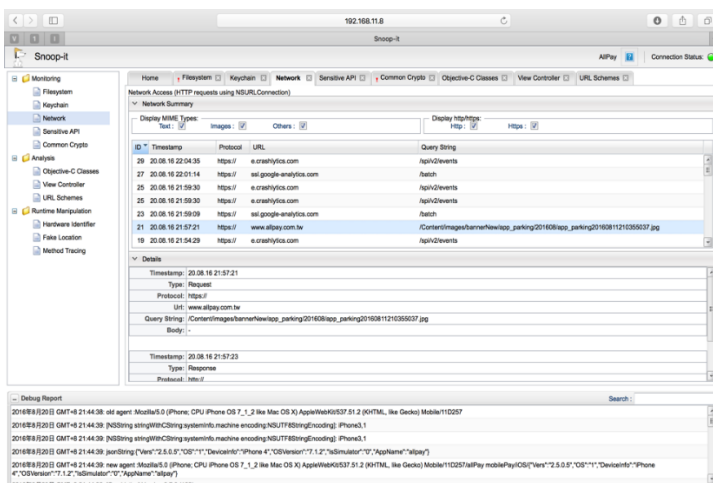 192.168.11.8
Snoop-it
Snoop-it
AllPay
Connection Status:
Monitoring
Filesystem
Keychain
Network
Sensitive API
Common Crypto
Analysis
Objective-C Classes
View Controller
URL Schemes
Runtime Manipulation
Hardware Identifier
Fake Location
Method Tracing
Home Filesystem Keychain Network Sensitive API Common Crypto Objective-C Classes View Controller URL Schemes
Network Access (HTTP requests using NSURLConnection)
Network Summary
Display MIME Types:
Text : Images : Others :
Display http/https:
Http : Https :
ID Timestamp Protocol URL Query String
29 20.08.16 22:04:35 https:// e.crashlytics.com /spi/v2/events
27 20.08.16 22:01:14 https:// ssl.google-analytics.com /batch
25 20.08.16 21:59:30 https:// e.crashlytics.com /spi/v2/events
25 20.08.16 21:59:30 https:// e.crashlytics.com /spi/v2/events
23 20.08.16 21:59:09 https:// ssl.google-analytics.com /batch
21 20.08.16 21:57:21 https:// www.allpay.com.tw /Content/images/bannerNew/app_parking/201608/app_parking20160811210355037.jpg
19 20.08.16 21:54:29 https:// e.crashlytics.com /spi/v2/events
Details
Timestamp: 20.08.16 21:57:21
Type: Request
Protocol: https://
Url: www.allpay.com.tw
Query String: /Content/images/bannerNew/app_parking/201608/app_parking20160811210355037.jpg
Body: -
Timestamp: 20.08.16 21:57:23
Type: Response
Protocol: http://
Debug Report
Search :
2016年8月20日 GMT+8 21:44:38: old agent :Mozilla/5.0 (iPhone; CPU iPhone OS 7_1_2 like Mac OS X) AppleWebKit/537.51.2 (KHTML, like Gecko) Mobile/11D257
2016年8月20日 GMT+8 21:44:39: [NSString stringWithCString:systemInfo.machine encoding:NSUTF8StringEncoding]: iPhone3,1
2016年8月20日 GMT+8 21:44:39: [NSString stringWithCString:systemInfo.machine encoding:NSUTF8StringEncoding]: iPhone3,1
2016年8月20日 GMT+8 21:44:39: jsonString:{"Vers":"2.5.0.5","OS":"1","DeviceInfo":"iPhone 4","OSVersion":"7.1.2","isSimulator":"0","AppName":"allpay"}
2016年8月20日 GMT+8 21:44:39: new agent :Mozilla/5.0 (iPhone; CPU iPhone OS 7_1_2 like Mac OS X) AppleWebKit/537.51.2 (KHTML, like Gecko) Mobile/11D257/allPay mobilePay/iOS/{"Vers":"2.5.0.5","OS":"1","DeviceInfo":"iPhone
4","OSVersion":"7.1.2","isSimulator":"0","AppName":"allpay"}